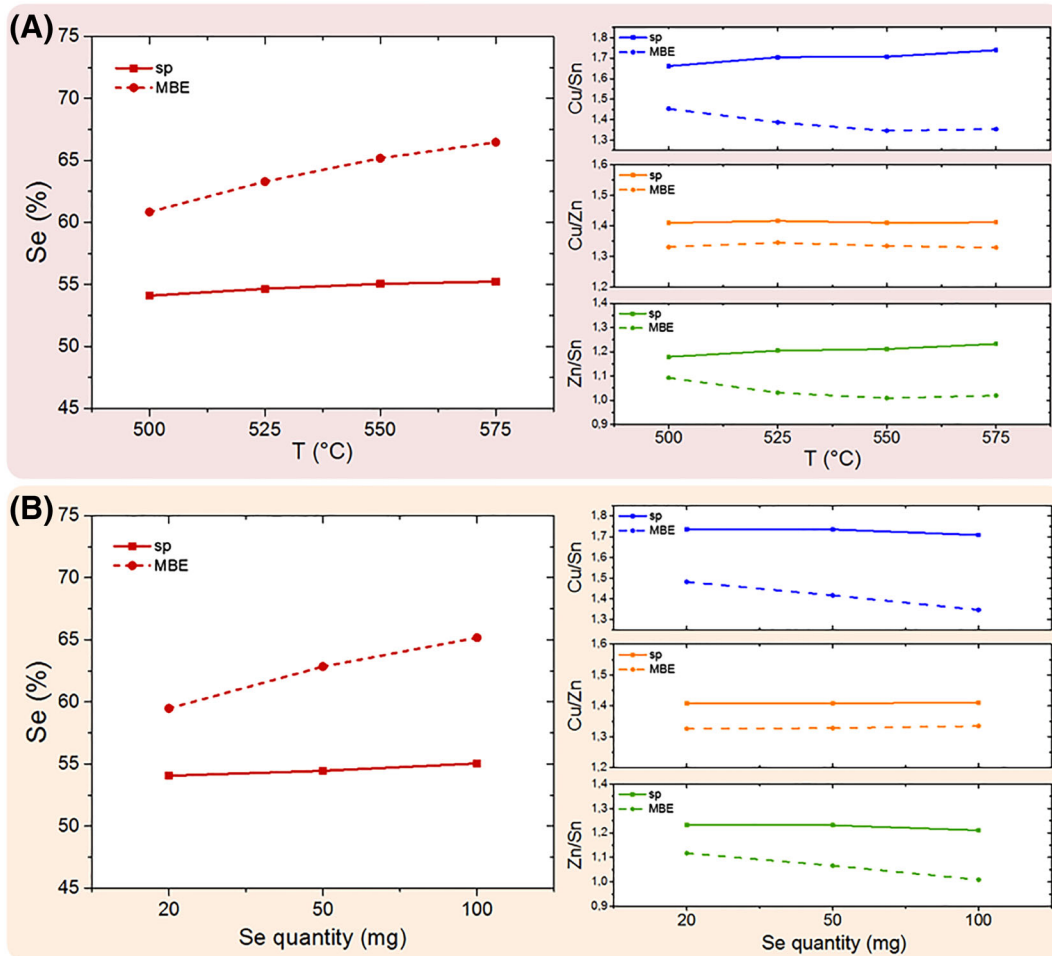 (A)
75
70
65
60
55
50
45
Se (%)
sp
MBE
500 525 550 575
T (°C)
1,8
1,7
1,6
1,5
1,4
1,3
Cu/Sn
sp
MBE
1,6
1,5
1,4
1,3
1,2
Cu/Zn
sp
MBE
1,4
1,3
1,2
1,1
1,0
0,9
Zn/Sn
sp
MBE
500 525 550 575
T (°C)
(B)
75
70
65
60
55
50
45
Se (%)
sp
MBE
20 50 100
Se quantity (mg)
1,8
1,7
1,6
1,5
1,4
1,3
Cu/Sn
sp
MBE
1,6
1,5
1,4
1,3
1,2
Cu/Zn
sp
MBE
1,4
1,3
1,2
1,1
1,0
0,9
Zn/Sn
sp
MBE
20 50 100
Se quantity (mg)